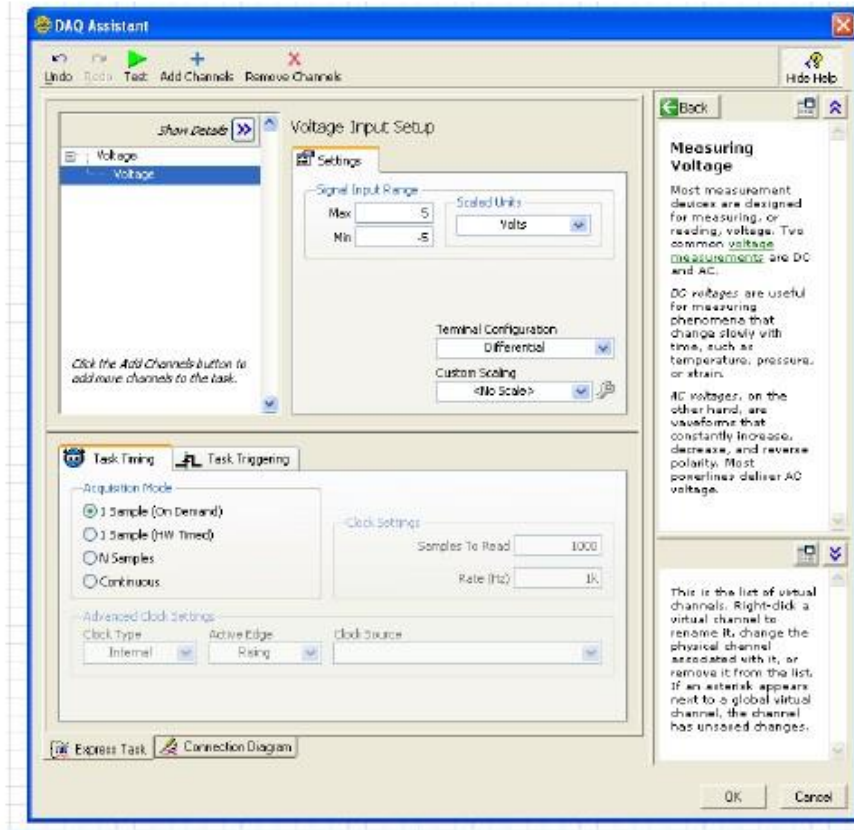 DAQ Assistant
Undo Redo Test Add Channels Remove Channels
Hide Help
Show Details
Voltage
Voltage
Click the Add Channels button to
add more channels to the task.
Voltage Input Setup
Settings
Signal Input Range
Max 5
Min -5
Scaled Units
Volts
Terminal Configuration
Differential
Custom Scaling
<No Scale>
Task Timing Task Triggering
Acquisition Mode
1 Sample (On Demand)
1 Sample (HW Timed)
N Samples
Continuous
Clock Settings
Samples To Read 1000
Rate (Hz) 1k
Advanced Clock Settings
Clock Type Active Edge Clock Source
Internal Rising
Express Task Connection Diagram
Back
Measuring
Voltage
Most measurement
devices are designed
for measuring, or
reading, voltage. Two
common voltage
measurements are DC
and AC.
DC voltages are useful
for measuring
phenomena that
change slowly with
time, such as
temperature, pressure,
or strain.
AC voltages, on the
other hand, are
waveforms that
constantly increase,
decrease, and reverse
polarity. Most
powerlines deliver AC
voltage.
This is the list of virtual
channels. Right-click a
virtual channel to
rename it, change the
physical channel
associated with it, or
remove it from the list.
If an asterisk appears
next to a global virtual
channel, the channel
has unsaved changes.
OK Cancel